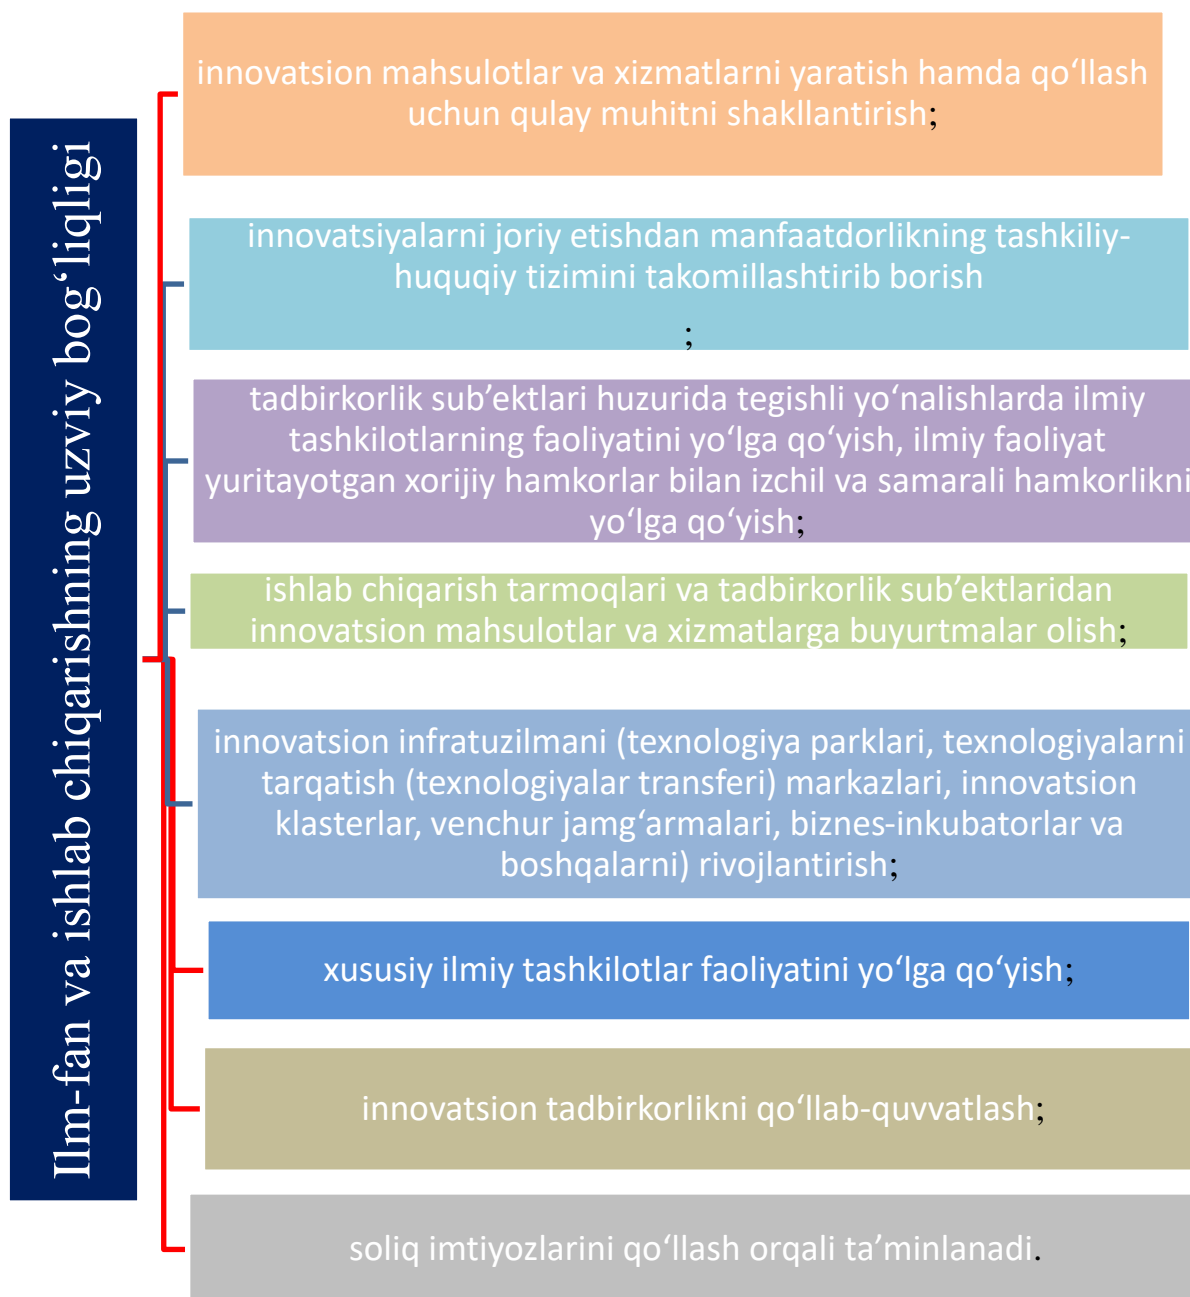 Ilm-fan va ishlab chiqarishning uzviy bog‘liqligi
innovatsion mahsulotlar va xizmatlarni yaratish hamda qo‘llash
uchun qulay muhitni shakllantirish;
innovatsiyalarni joriy etishdan manfaatdorlikning tashkiliy-
huquqiy tizimini takomillashtirib borish
;
tadbirkorlik sub’ektlari huzurida tegishli yo‘nalishlarda ilmiy
tashkilotlarning faoliyatini yo‘lga qo‘yish, ilmiy faoliyat
yuritayotgan xorijiy hamkorlar bilan izchil va samarali hamkorlikni
yo‘lga qo‘yish;
ishlab chiqarish tarmoqlari va tadbirkorlik sub’ektlaridan
innovatsion mahsulotlar va xizmatlarga buyurtmalar olish;
innovatsion infratuzilmani (texnologiya parklari, texnologiyalarni
tarqatish (texnologiyalar transferi) markazlari, innovatsion
klasterlar, venchur jamg‘armalari, biznes-inkubatorlar va
boshqalarni) rivojlantirish;
xususiy ilmiy tashkilotlar faoliyatini yo‘lga qo‘yish;
innovatsion tadbirkorlikni qo‘llab-quvvatlash;
soliq imtiyozlarini qo‘llash orqali ta’minlanadi.